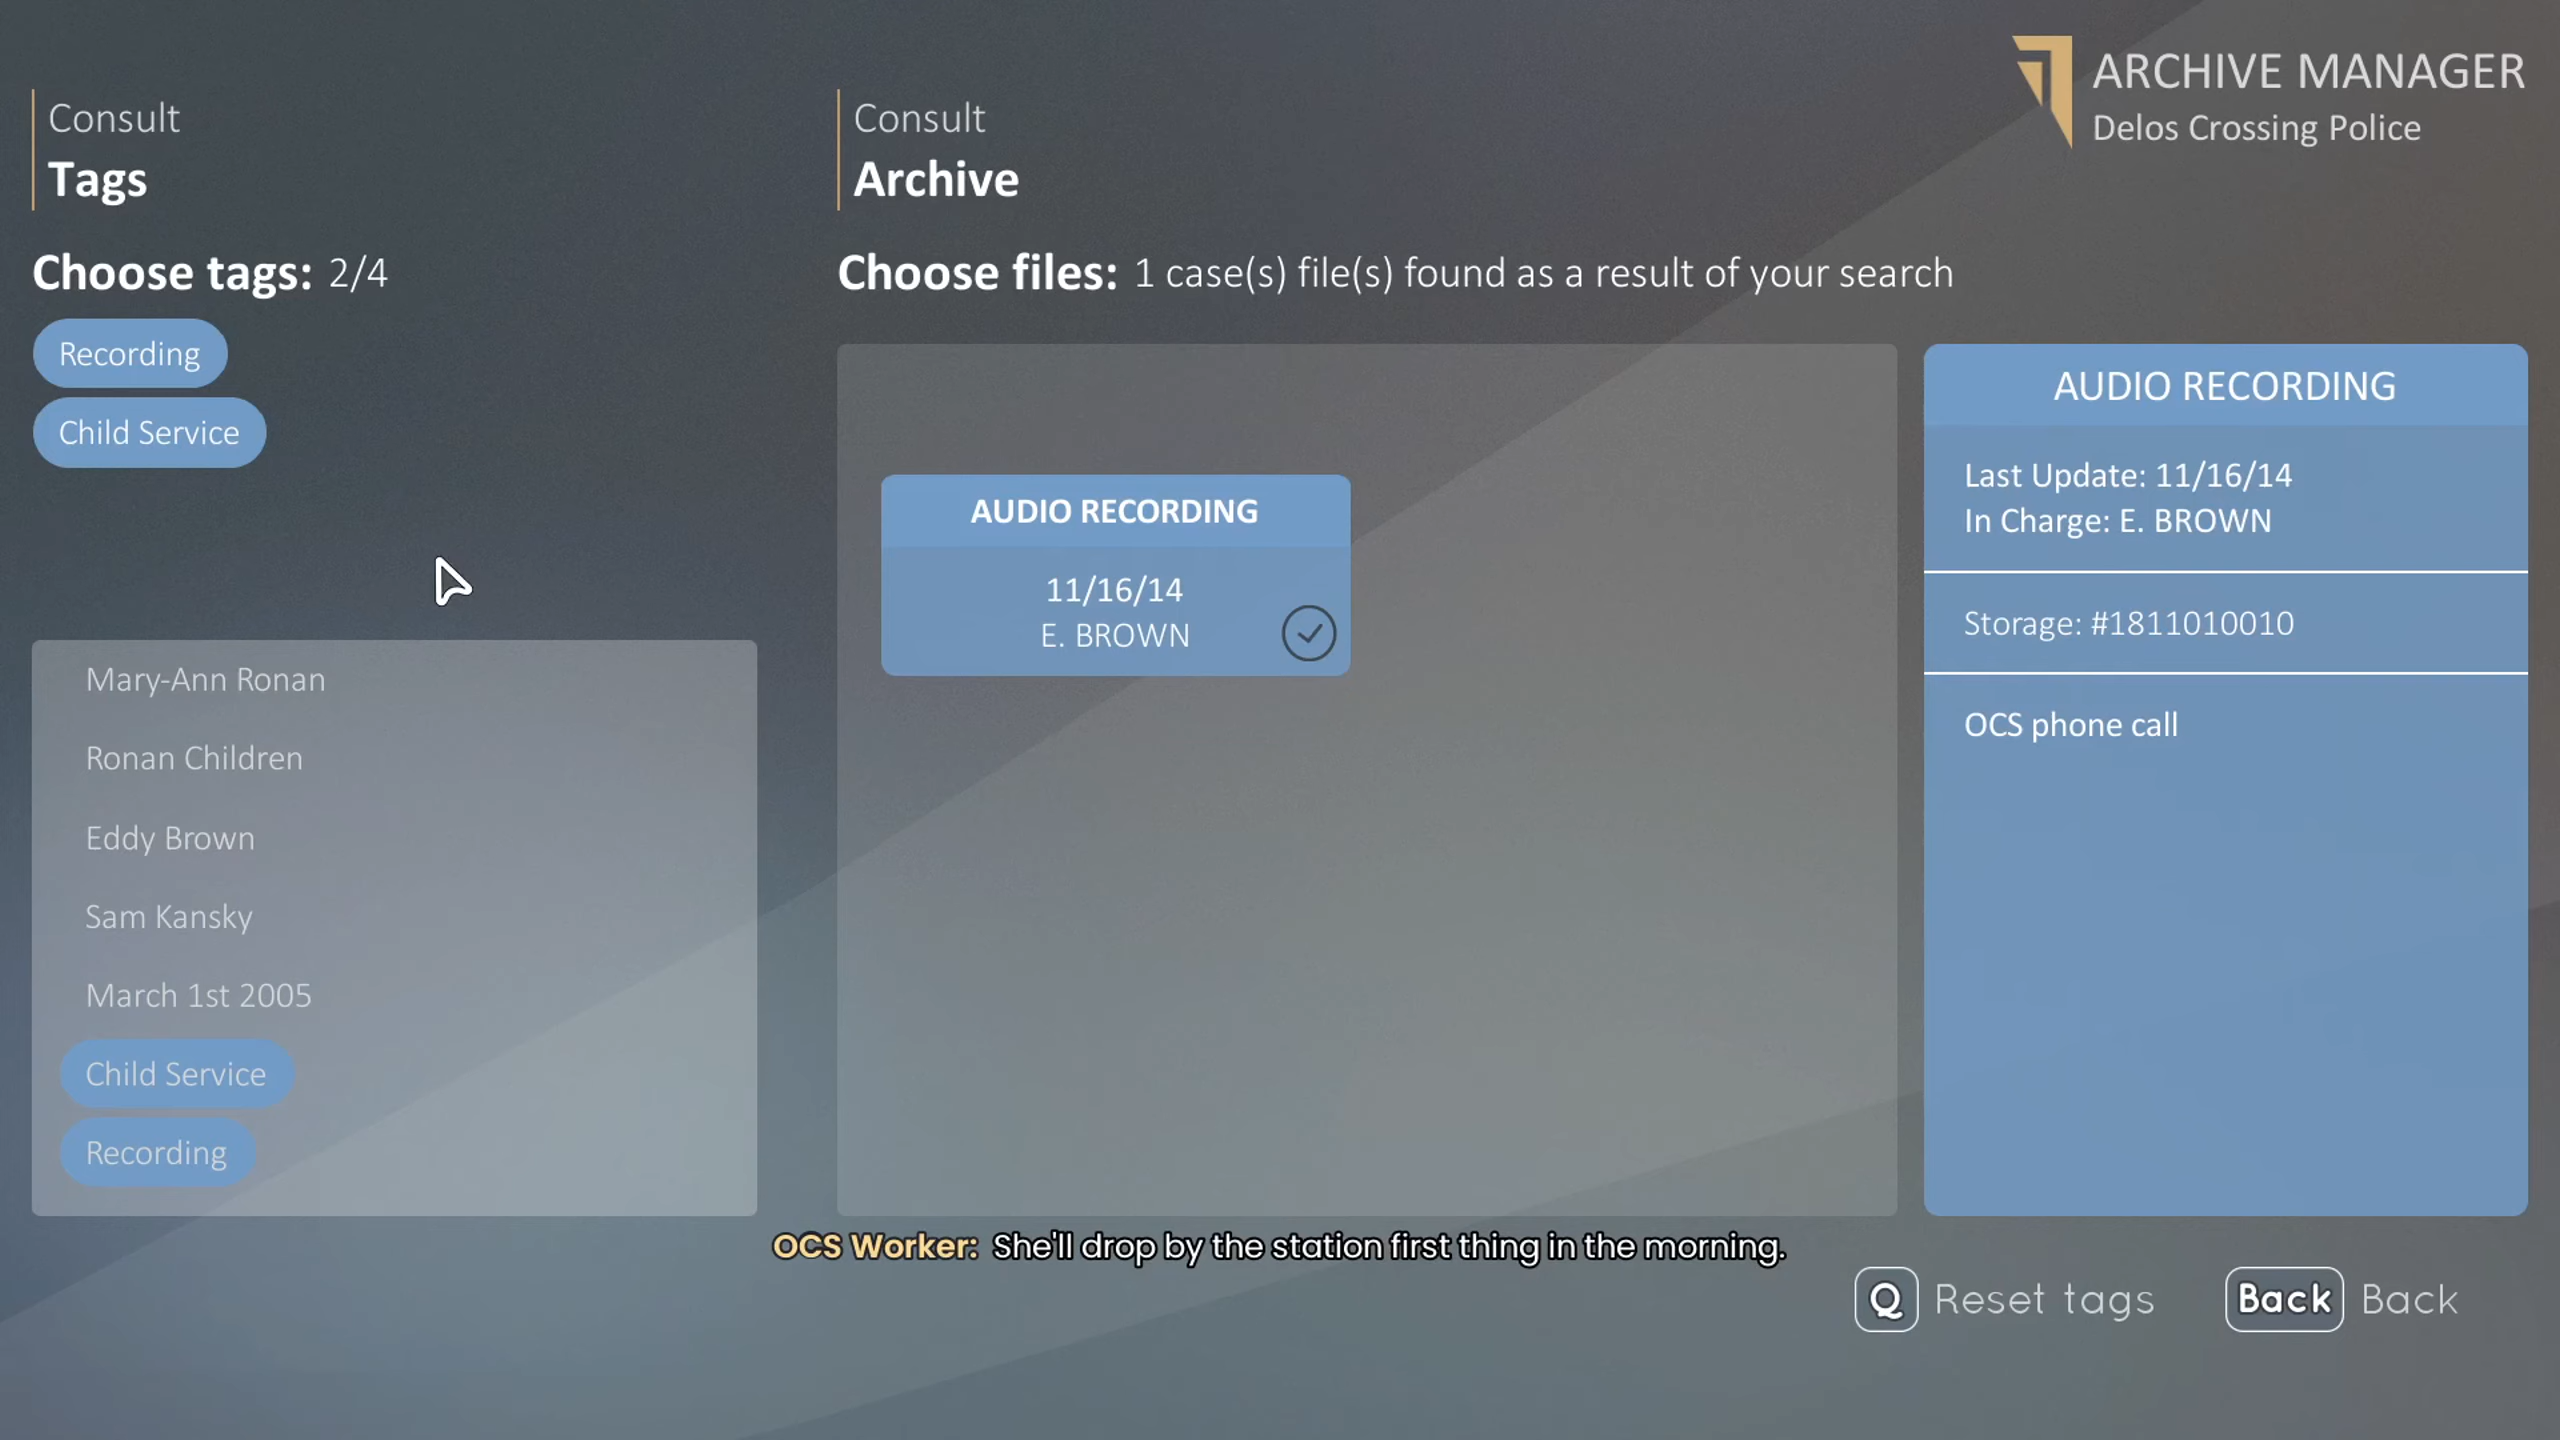 ARCHIVE MANAGER
Delos Crossing Police
Consult
Tags
Choose tags: 2/4
Recording
Child Service
Mary-Ann Ronan
Ronan Children
Eddy Brown
Sam Kansky
March 1st 2005
Child Service
Recording
Consult
Archive
Choose files: 1 case(s) file(s) found as a result of your search
AUDIO RECORDING
11/16/14
E. BROWN
AUDIO RECORDING
Last Update: 11/16/14
In Charge: E. BROWN
Storage: #1811010010
OCS phone call
OCS Worker: She'll drop by the station first thing in the morning.
Q Reset tags
Back Back